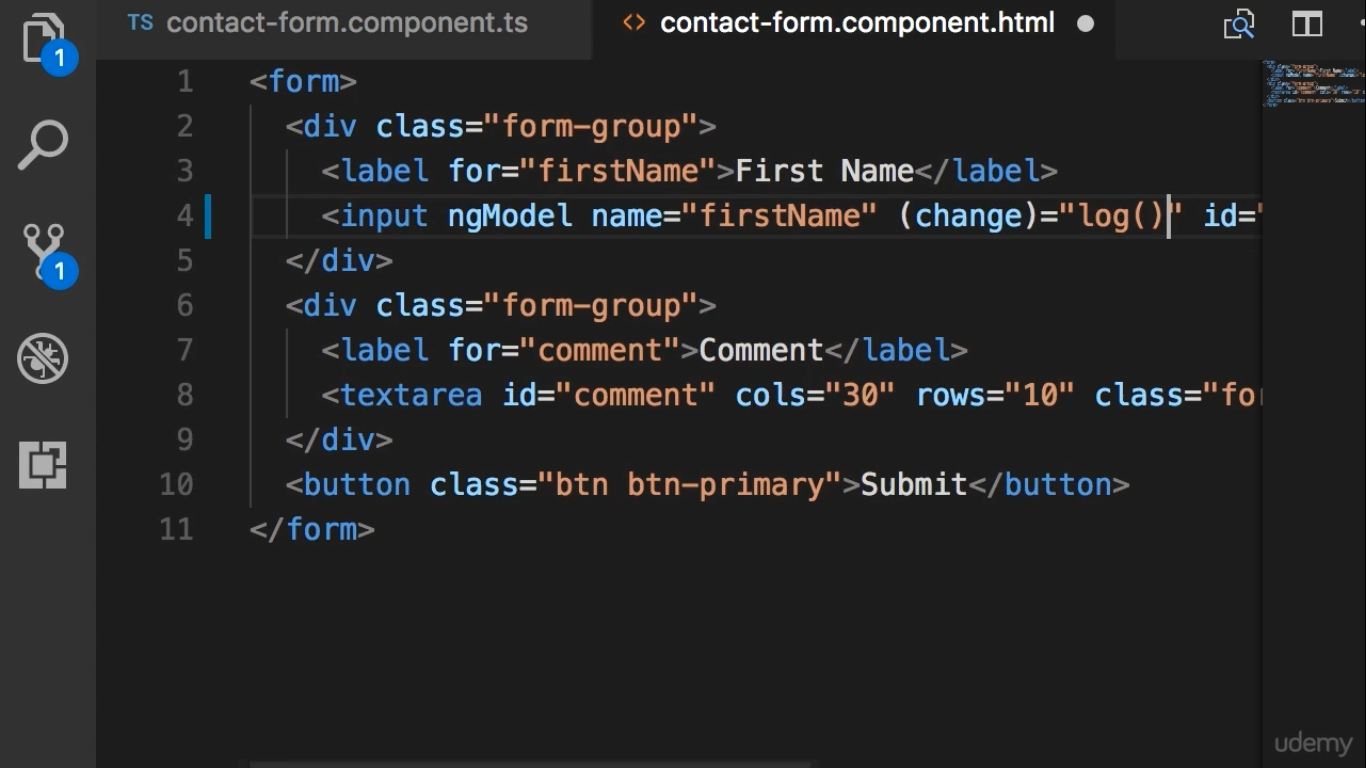 TS contact-form.component.ts <> contact-form.component.html
1
1
1 <form>
2 <div class="form-group">
3 <label for="firstName">First Name</label>
4 <input ngModel name="firstName" (change)="log()" id="
5 </div>
6 <div class="form-group">
7 <label for="comment">Comment</label>
8 <textarea id="comment" cols="30" rows="10" class="fo
9 </div>
10 <button class="btn btn-primary">Submit</button>
11 </form>
udemy